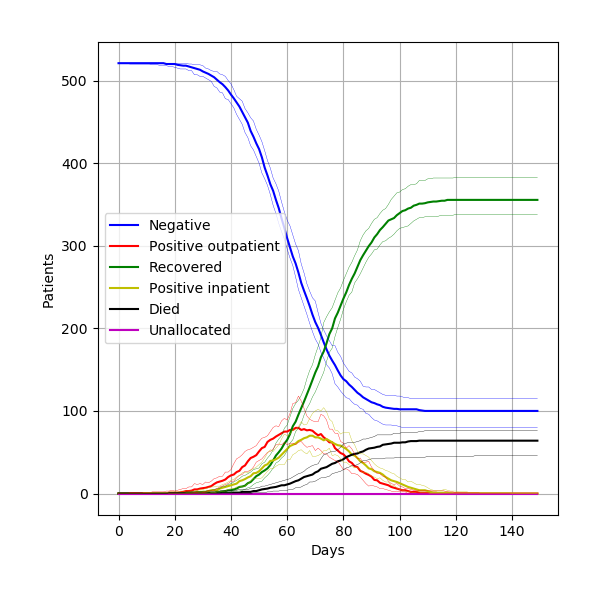 500
400
300
200
100
0
Patients
Negative
Positive outpatient
Recovered
Positive inpatient
Died
Unallocated
0 20 40 60 80 100 120 140
Days